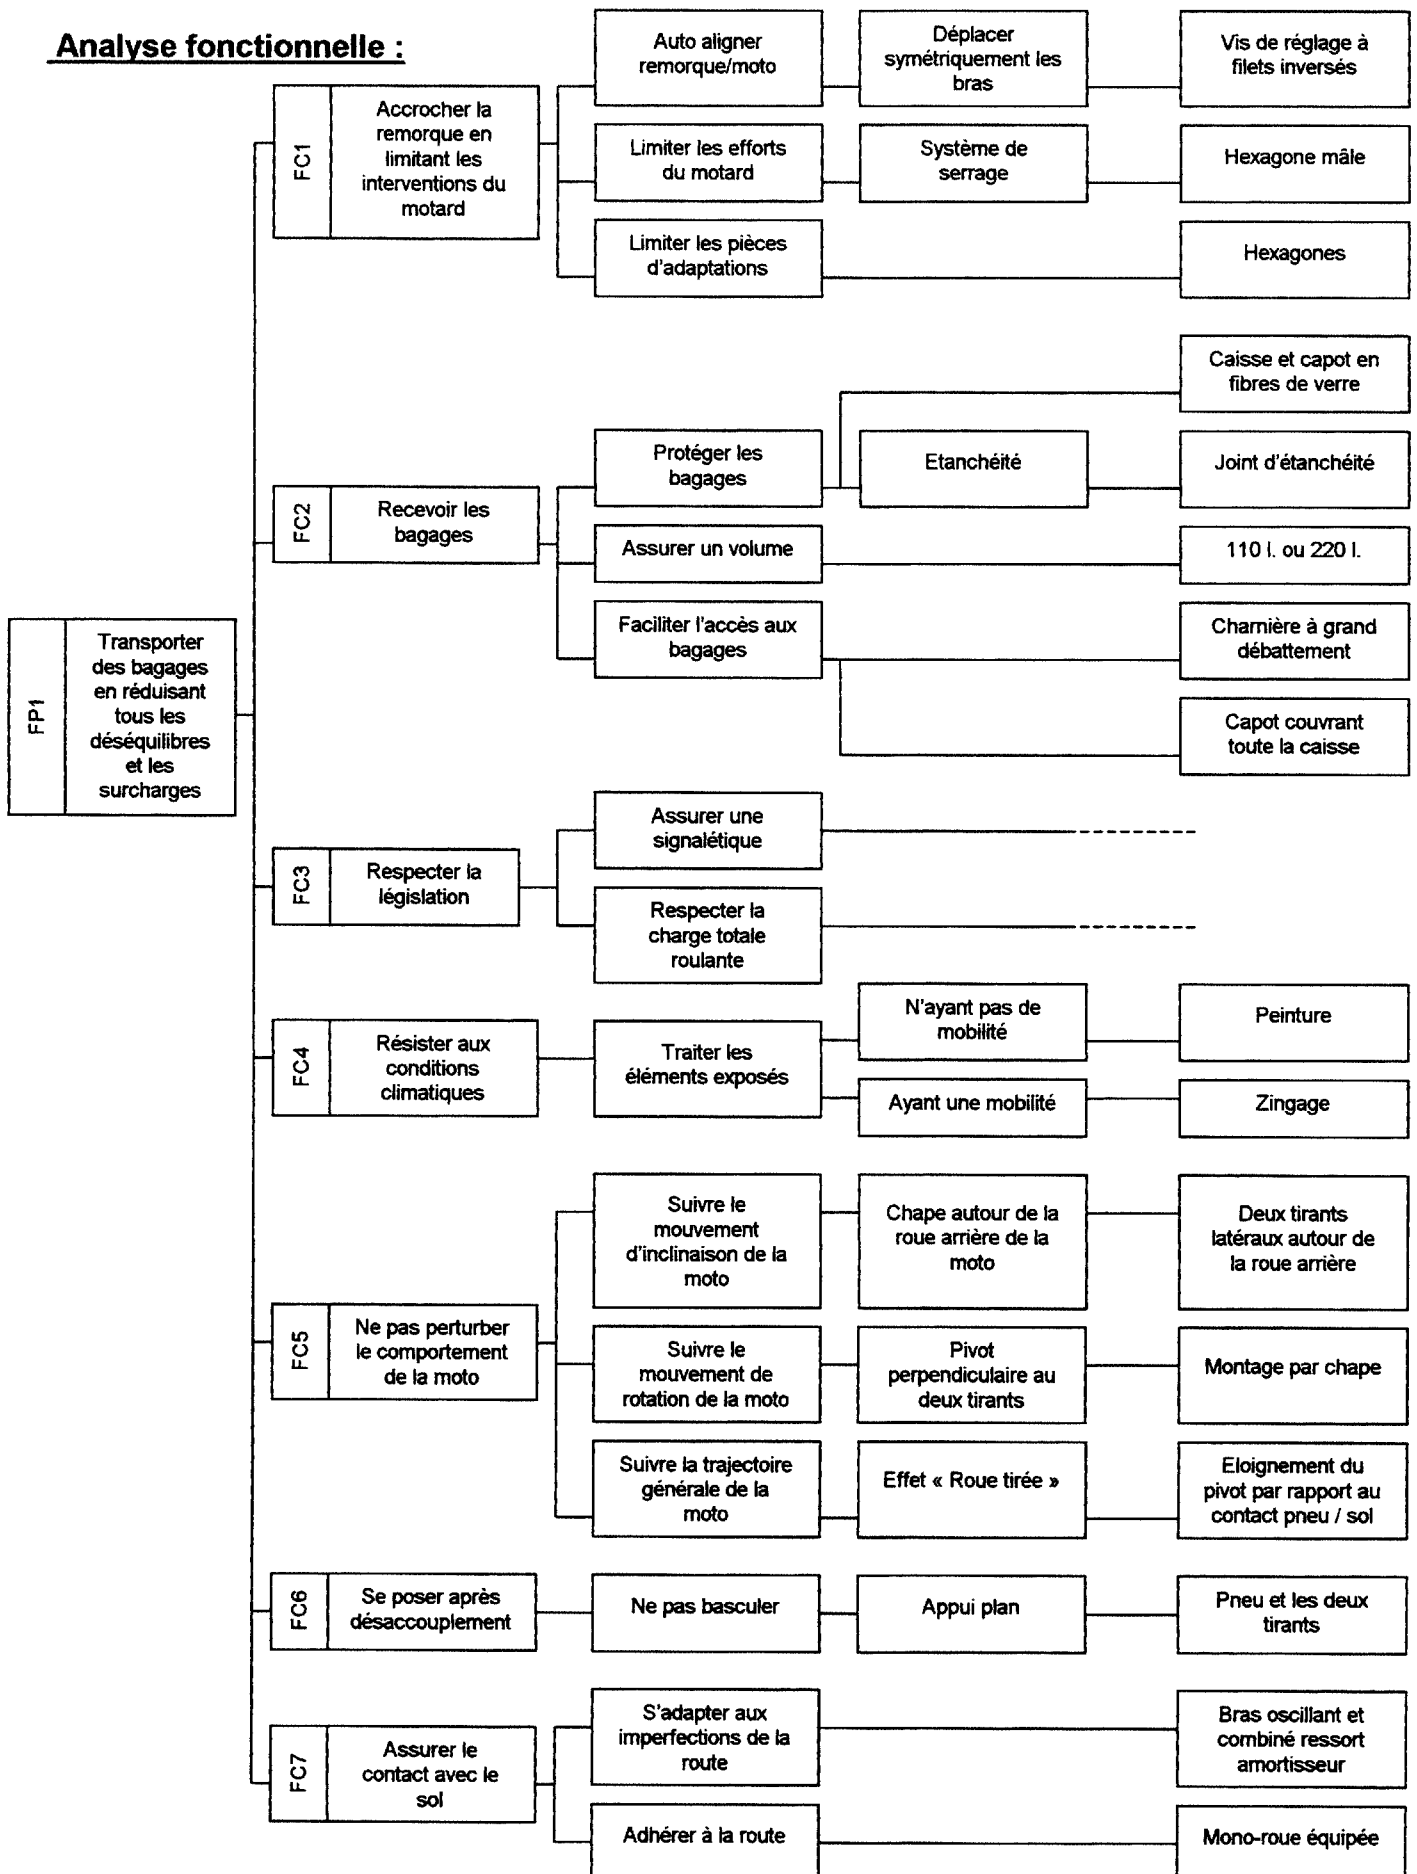 Analyse fonctionnelle :
FP1
Transporter
des bagages
en réduisant
tous les
déséquilibres
et les
surcharges
FC1
Accrocher la
remorque en
limitant les
interventions du
motard
Auto aligner
remorque/moto
Déplacer
symétriquement les
bras
Vis de réglage à
filets inversés
Limiter les efforts
du motard
Système de
serrage
Hexagone mâle
Limiter les pièces
d'adaptations
Hexagones
FC2
Recevoir les
bagages
Protéger les
bagages
Caisse et capot en
fibres de verre
Etanchéité
Joint d'étanchéité
Assurer un volume
110 l. ou 220 l.
Faciliter l'accès aux
bagages
Charnière à grand
débattement
Capot couvrant
toute la caisse
FC3
Respecter la
législation
Assurer une
signalétique
Respecter la
charge totale
roulante
FC4
Résister aux
conditions
climatiques
Traiter les
éléments exposés
N'ayant pas de
mobilité
Peinture
Ayant une mobilité
Zingage
FC5
Ne pas perturber
le comportement
de la moto
Suivre le
mouvement
d'inclinaison de la
moto
Chape autour de la
roue arrière de la
moto
Deux tirants
latéraux autour de
la roue arrière
Suivre le
mouvement de
rotation de la moto
Pivot
perpendiculaire au
deux tirants
Montage par chape
Suivre la trajectoire
générale de la
moto
Effet « Roue tirée »
Eloignement du
pivot par rapport au
contact pneu / sol
FC6
Se poser après
désaccouplement
Ne pas basculer
Appui plan
Pneu et les deux
tirants
FC7
Assurer le
contact avec le
sol
S'adapter aux
imperfections de la
route
Bras oscillant et
combiné ressort
amortisseur
Adhérer à la route
Mono-roue équipée